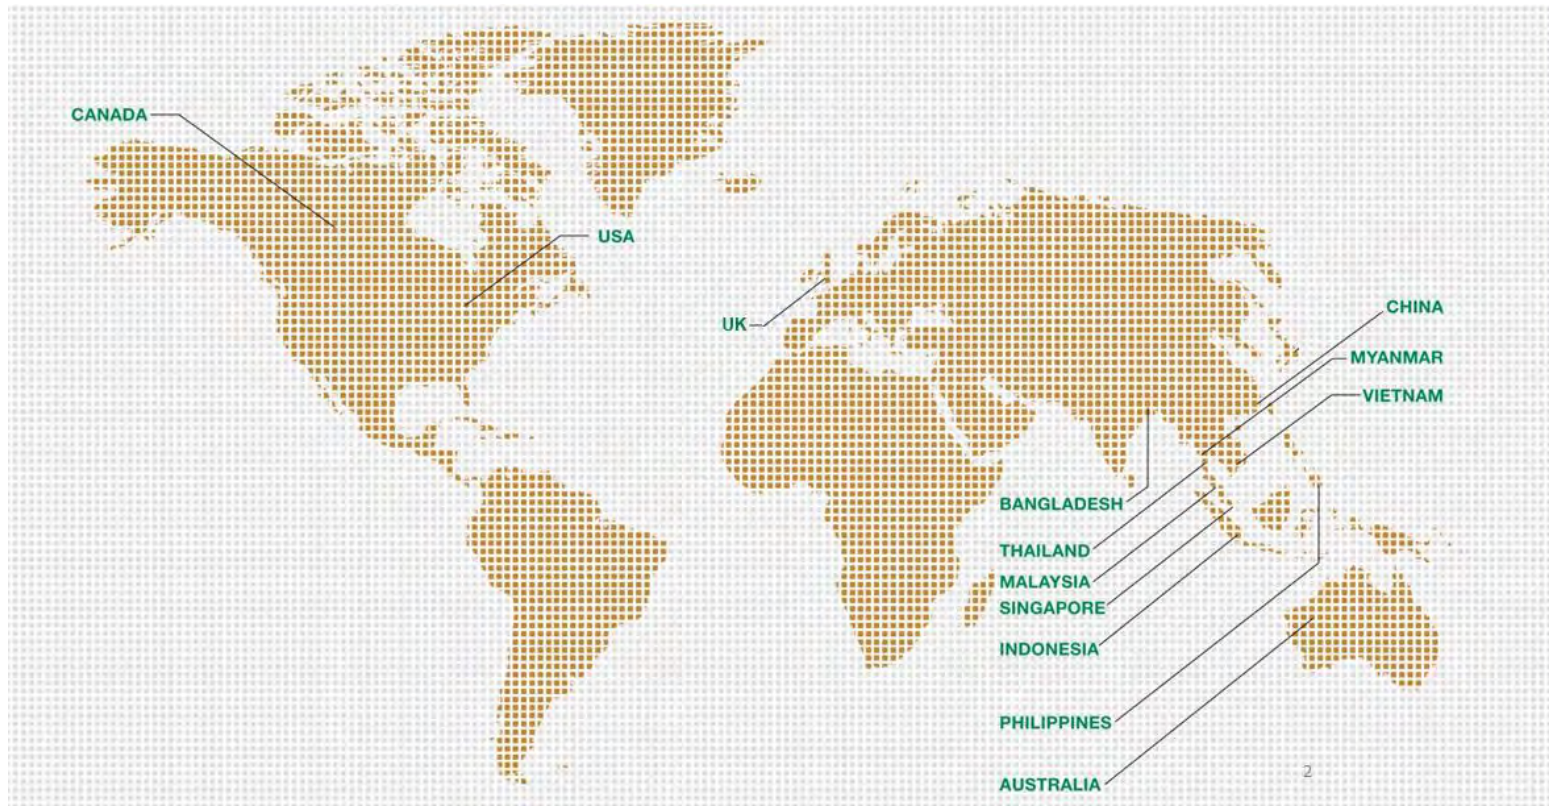 CANADA
USA
UK
CHINA
MYANMAR
VIETNAM
BANGLADESH
THAILAND
MALAYSIA
SINGAPORE
INDONESIA
PHILIPPINES
AUSTRALIA
2